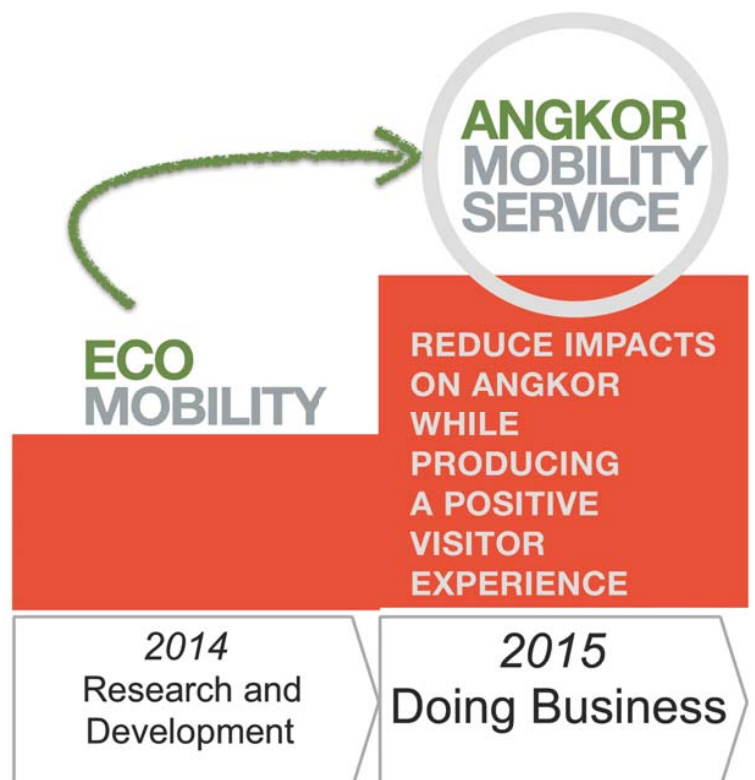 ANGKOR
MOBILITY
SERVICE
ECO
MOBILITY
REDUCE IMPACTS
ON ANGKOR
WHILE
PRODUCING
A POSITIVE
VISITOR
EXPERIENCE
2014
Research and
Development
2015
Doing Business